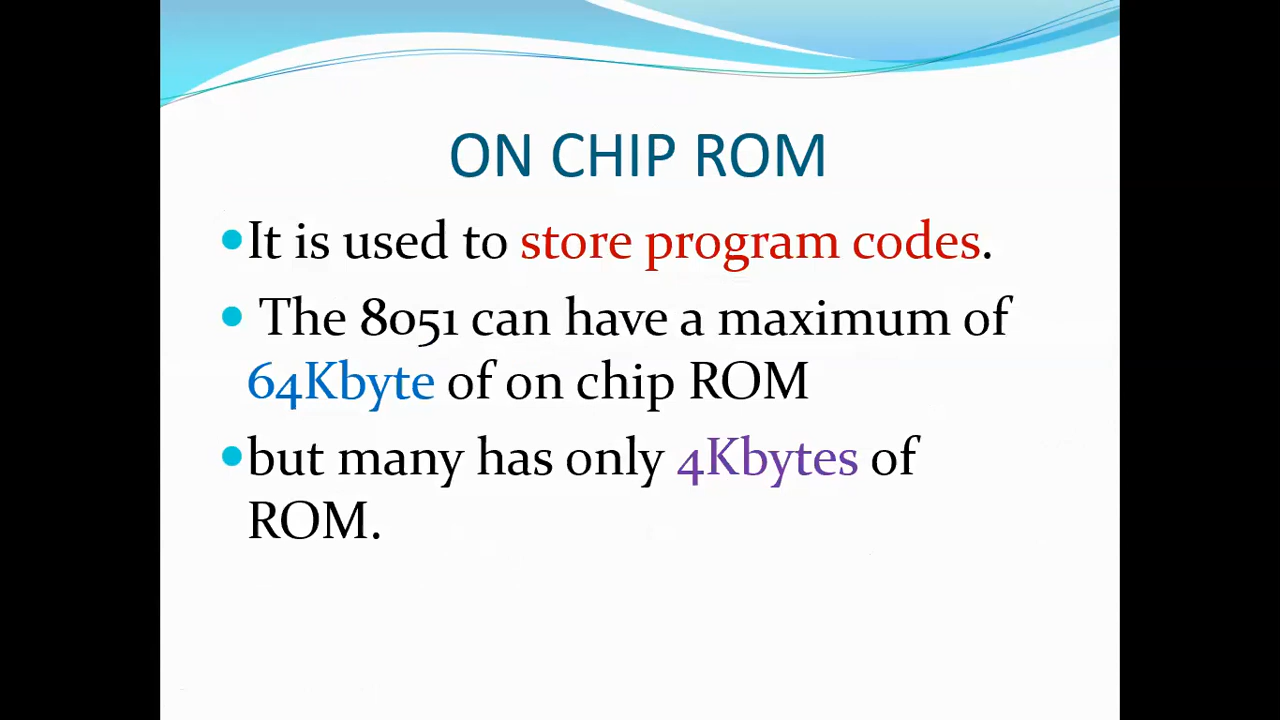 ON CHIP ROM
•It is used to store program codes.
• The 8051 can have a maximum of
64Kbyte of on chip ROM
•but many has only 4Kbytes of
ROM.